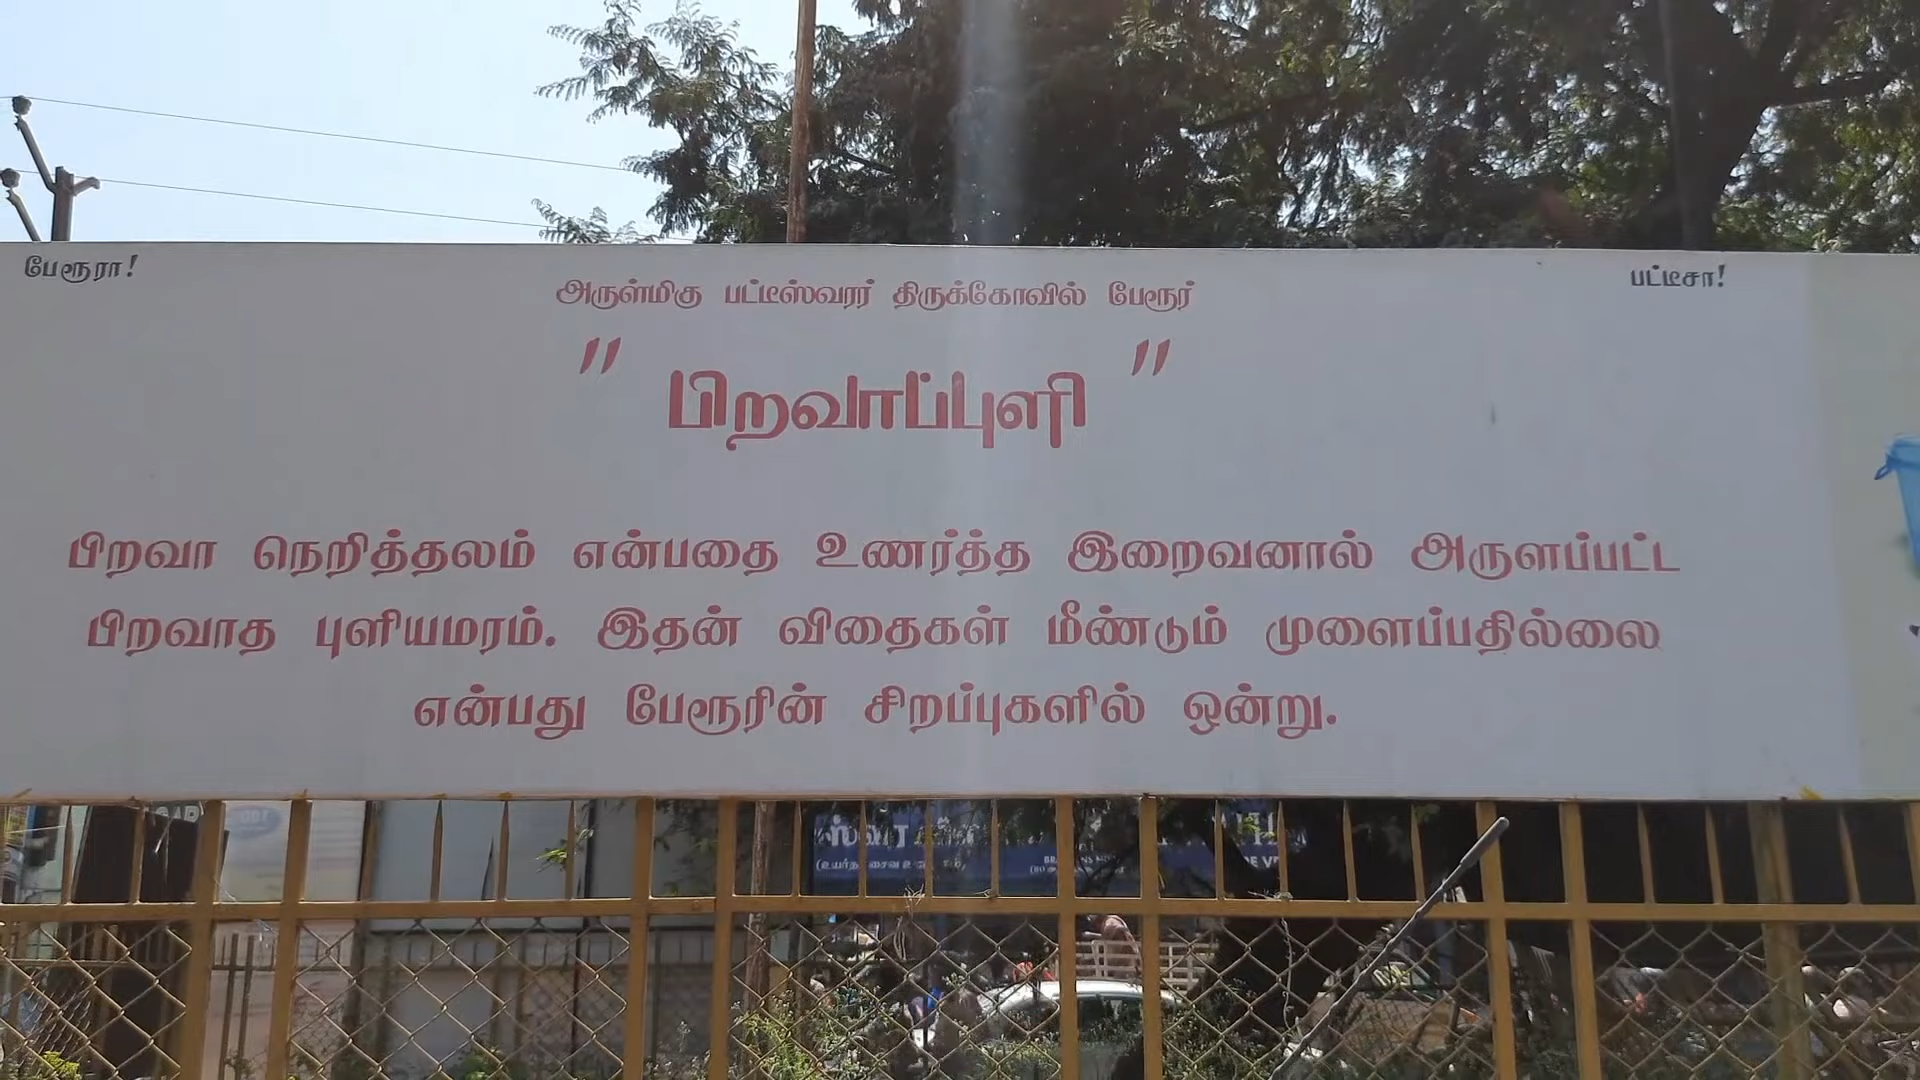 பேரூரா!
பட்டீசா!
அருள்மிகு பட்டீஸ்வரர் திருக்கோவில் பேரூர்
" பிறவாப்புளி "
பிறவா நெறித்தலம் என்பதை உணர்த்த இறைவனால் அருளப்பட்ட
பிறவாத புளியமரம். இதன் விதைகள் மீண்டும் முளைப்பதில்லை
என்பது பேரூரின் சிறப்புகளில் ஒன்று.